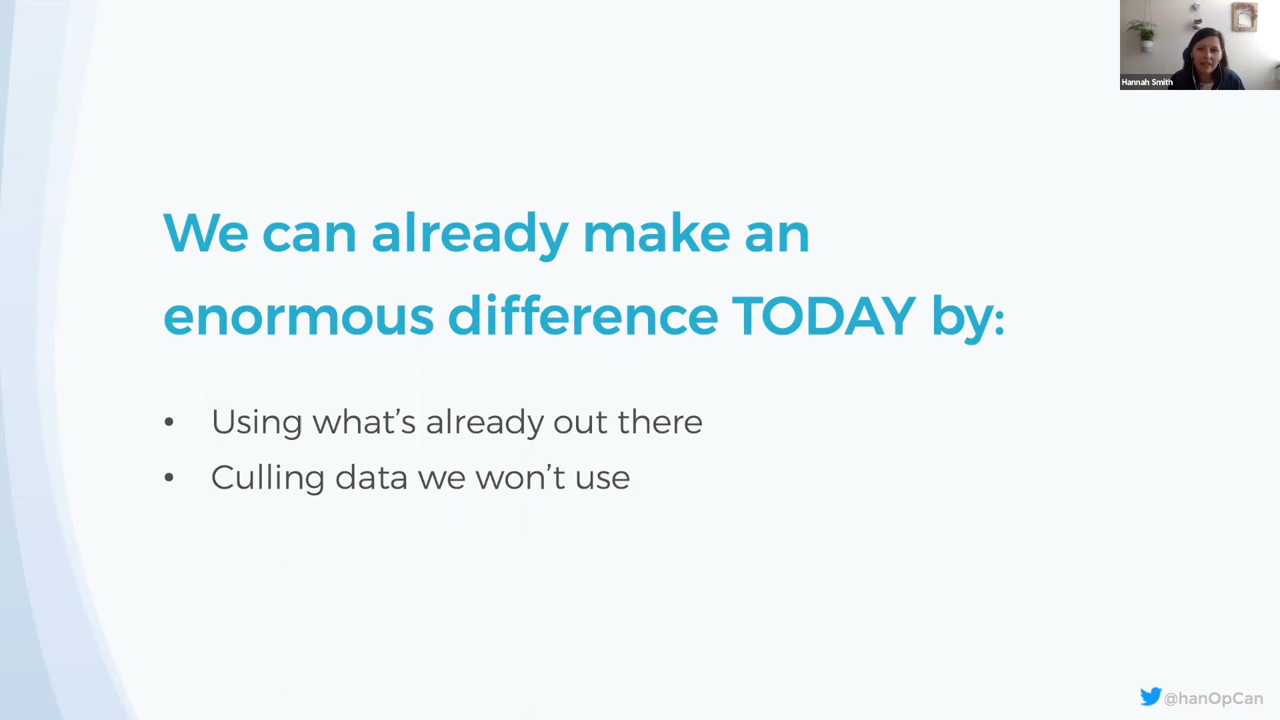 Hannah Smith
We can already make an
enormous difference TODAY by:
• Using what's already out there
• Culling data we won't use
@hanOpCan